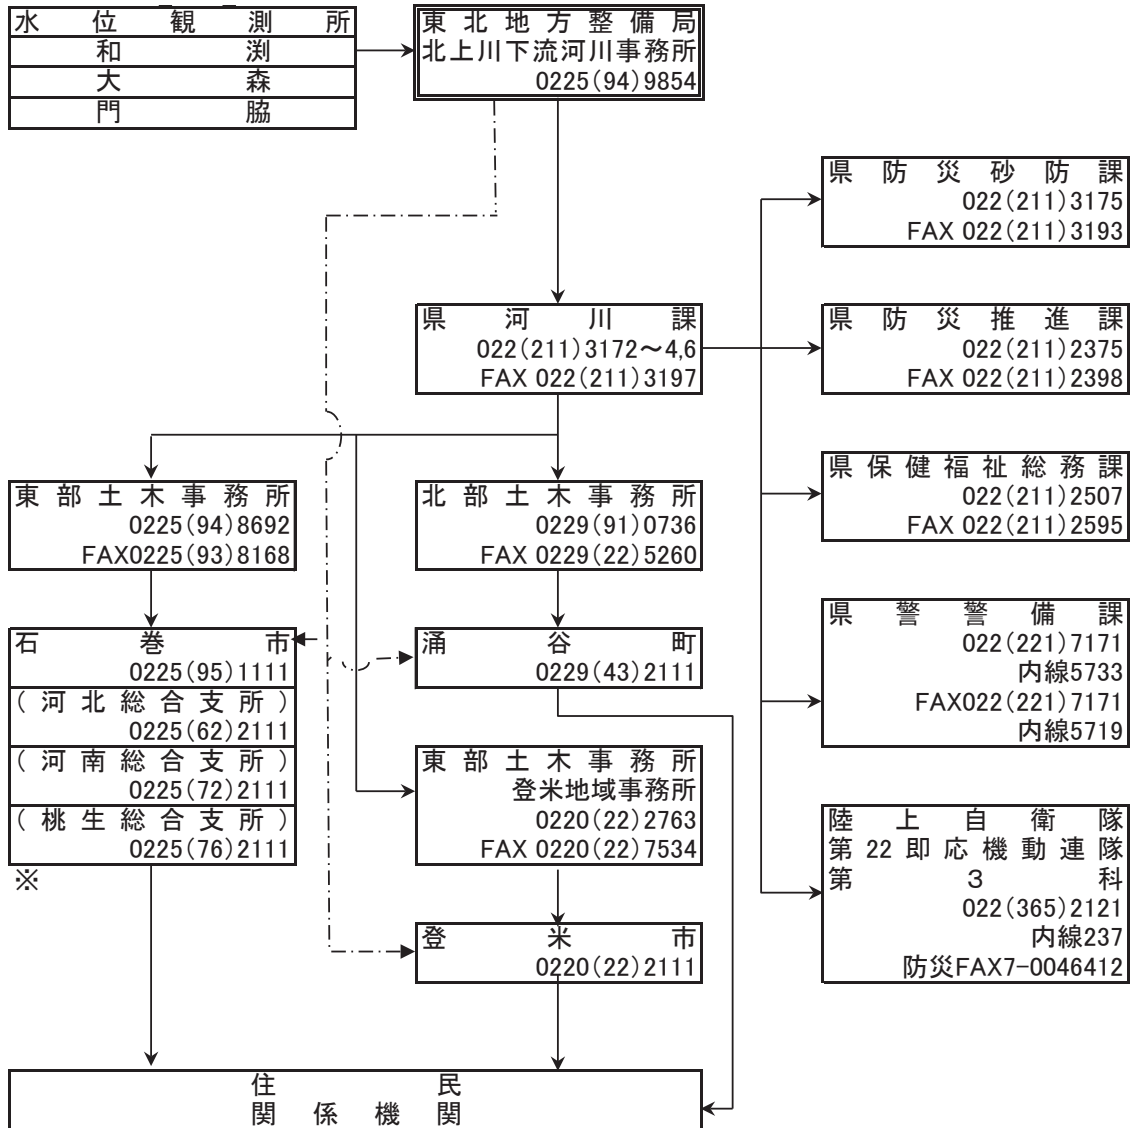 水位観測所
和渕
大森
門脇
東北地方整備局
北上川下流河川事務所
0225(94)9854
県防災砂防課
022(211)3175
FAX 022(211)3193
県河川課
022(211)3172～4,6
FAX 022(211)3197
県防災推進課
022(211)2375
FAX 022(211)2398
県保健福祉総務課
022(211)2507
FAX 022(211)2595
東部土木事務所
0225(94)8692
FAX0225(93)8168
北部土木事務所
0229(91)0736
FAX 0229(22)5260
県警警備課
022(221)7171
内線5733
FAX022(221)7171
内線5719
石巻市
0225(95)1111
(河北総合支所)
0225(62)2111
(河南総合支所)
0225(72)2111
(桃生総合支所)
0225(76)2111
※
涌谷町
0229(43)2111
東部土木事務所
登米地域事務所
0220(22)2763
FAX 0220(22)7534
登米市
0220(22)2111
陸上自衛隊
第22即応機動連隊
第3科
022(365)2121
内線237
防災FAX7-0046412
住民
関係機関